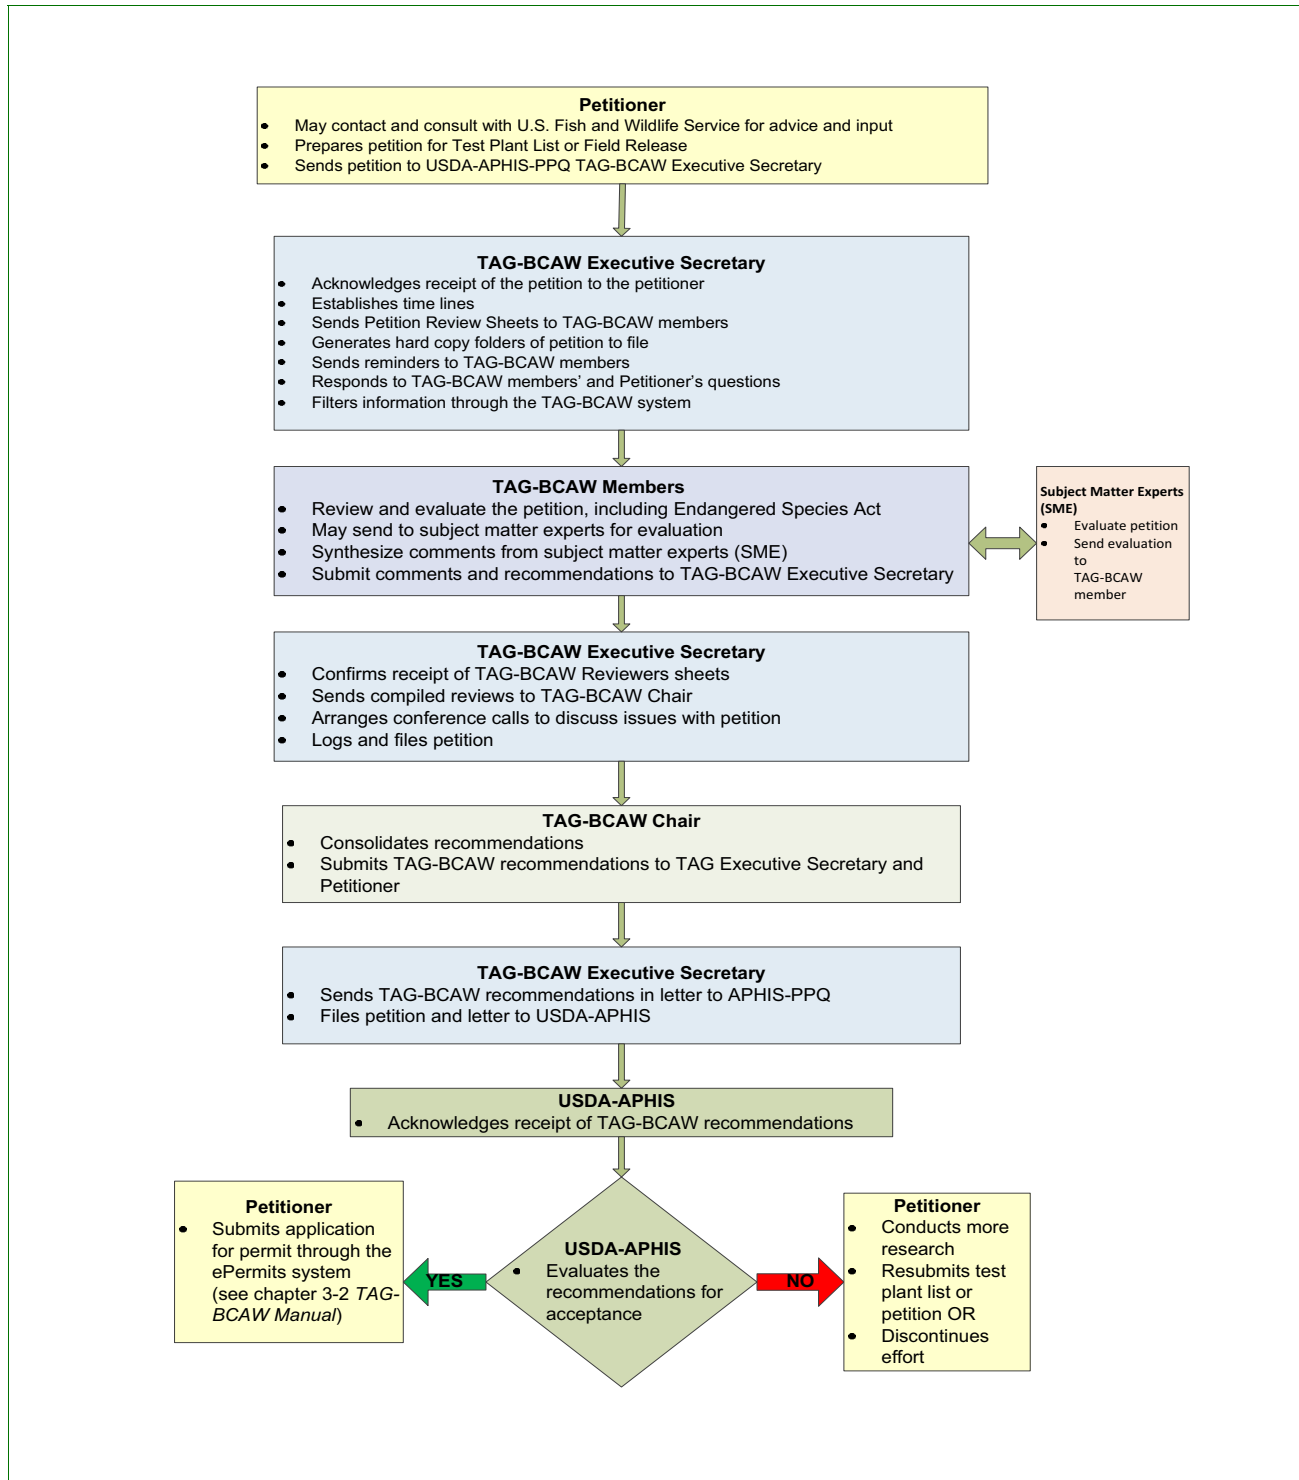 Petitioner
• May contact and consult with U.S. Fish and Wildlife Service for advice and input
• Prepares petition for Test Plant List or Field Release
• Sends petition to USDA-APHIS-PPQ TAG-BCAW Executive Secretary
TAG-BCAW Executive Secretary
• Acknowledges receipt of the petition to the petitioner
• Establishes time lines
• Sends Petition Review Sheets to TAG-BCAW members
• Generates hard copy folders of petition to file
• Sends reminders to TAG-BCAW members
• Responds to TAG-BCAW members’ and Petitioner’s questions
• Filters information through the TAG-BCAW system
TAG-BCAW Members
• Review and evaluate the petition, including Endangered Species Act
• May send to subject matter experts for evaluation
• Synthesize comments from subject matter experts (SME)
• Submit comments and recommendations to TAG-BCAW Executive Secretary
Subject Matter Experts
(SME)
• Evaluate petition
• Send evaluation
to
TAG-BCAW
member
TAG-BCAW Executive Secretary
• Confirms receipt of TAG-BCAW Reviewers sheets
• Sends compiled reviews to TAG-BCAW Chair
• Arranges conference calls to discuss issues with petition
• Logs and files petition
TAG-BCAW Chair
• Consolidates recommendations
• Submits TAG-BCAW recommendations to TAG Executive Secretary and
Petitioner
TAG-BCAW Executive Secretary
• Sends TAG-BCAW recommendations in letter to APHIS-PPQ
• Files petition and letter to USDA-APHIS
USDA-APHIS
• Acknowledges receipt of TAG-BCAW recommendations
Petitioner
• Submits application
for permit through the
ePermits system
(see chapter 3-2 TAG-
BCAW Manual)
YES
USDA-APHIS
• Evaluates the
recommendations for
acceptance
NO
Petitioner
• Conducts more
research
• Resubmits test
plant list or
petition OR
• Discontinues
effort